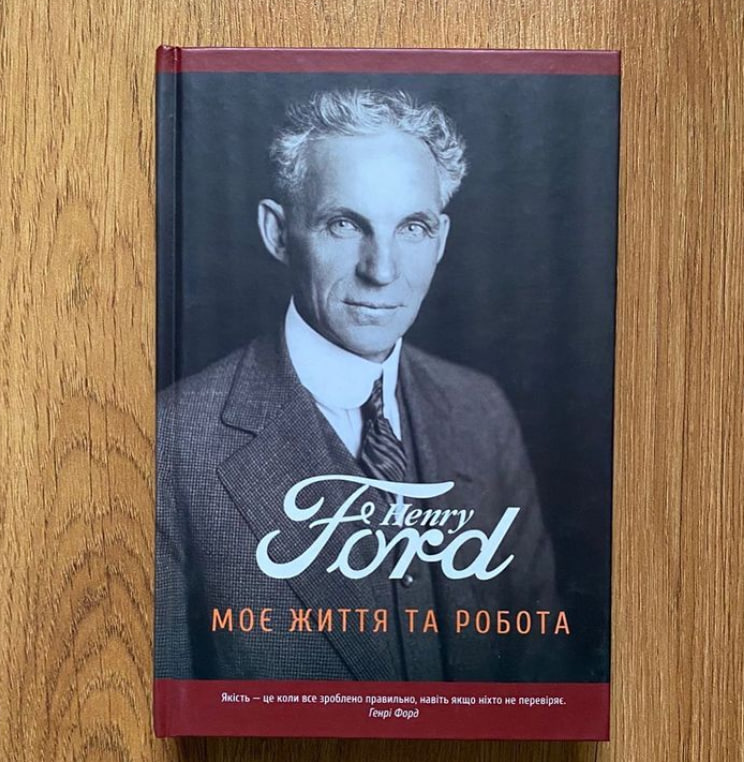 Henry
Ford
МОЄ ЖИТТЯ ТА РОБОТА
Якість — це коли все зроблено правильно, навіть якщо ніхто не перевіряє.
Генрі Форд